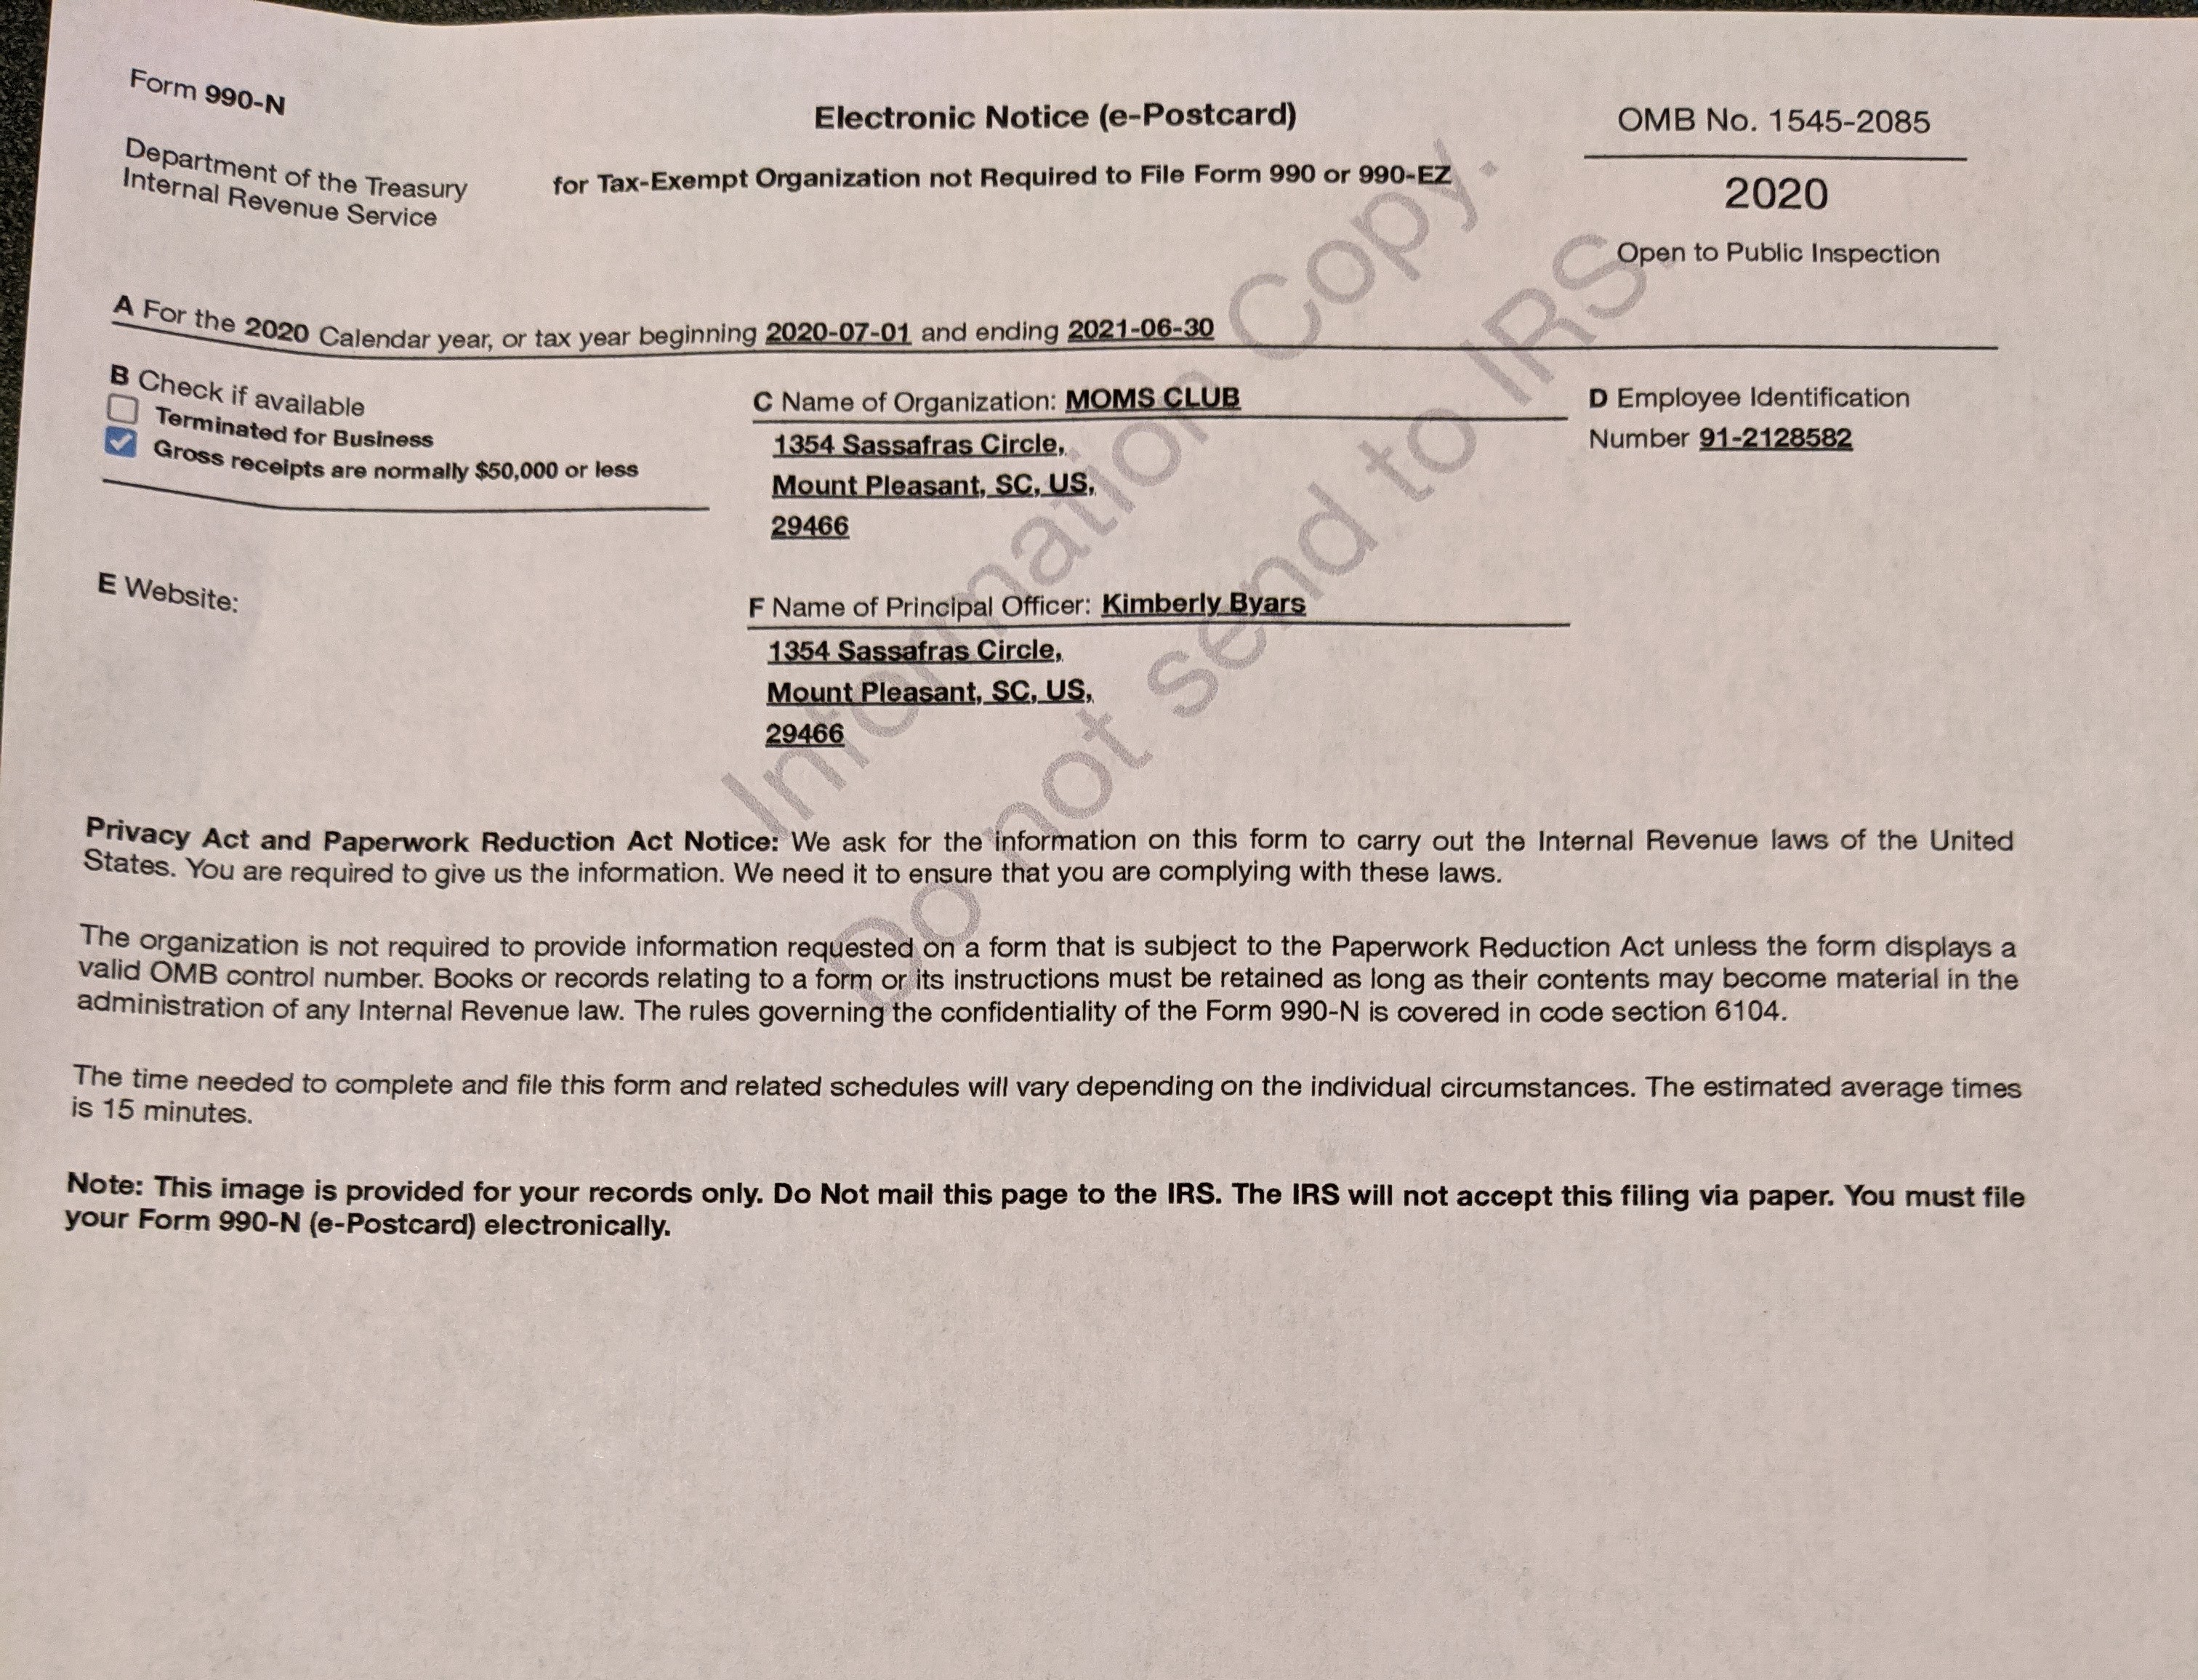 Form 990-N
Department of the Treasury
Internal Revenue Service
Electronic Notice (e-Postcard)
for Tax-Exempt Organization not Required to File Form 990 or 990-EZ
OMB No. 1545-2085
2020
Open to Public Inspection
A For the 2020 Calendar year, or tax year beginning 2020-07-01 and ending 2021-06-30
B Check if available
Terminated for Business
Gross receipts are normally $50,000 or less
C Name of Organization: MOMS CLUB
1354 Sassafras Circle,
Mount Pleasant, SC, US,
29466
D Employee Identification
Number 91-2128582
E Website:
F Name of Principal Officer: Kimberly Byars
1354 Sassafras Circle,
Mount Pleasant, SC, US,
29466
Information Copy.
Do not send to IRS.
Privacy Act and Paperwork Reduction Act Notice: We ask for the information on this form to carry out the Internal Revenue laws of the United
States. You are required to give us the information. We need it to ensure that you are complying with these laws.
The organization is not required to provide information requested on a form that is subject to the Paperwork Reduction Act unless the form displays a
valid OMB control number. Books or records relating to a form or its instructions must be retained as long as their contents may become material in the
administration of any Internal Revenue law. The rules governing the confidentiality of the Form 990-N is covered in code section 6104.
The time needed to complete and file this form and related schedules will vary depending on the individual circumstances. The estimated average times
is 15 minutes.
Note: This image is provided for your records only. Do Not mail this page to the IRS. The IRS will not accept this filing via paper. You must file
your Form 990-N (e-Postcard) electronically.